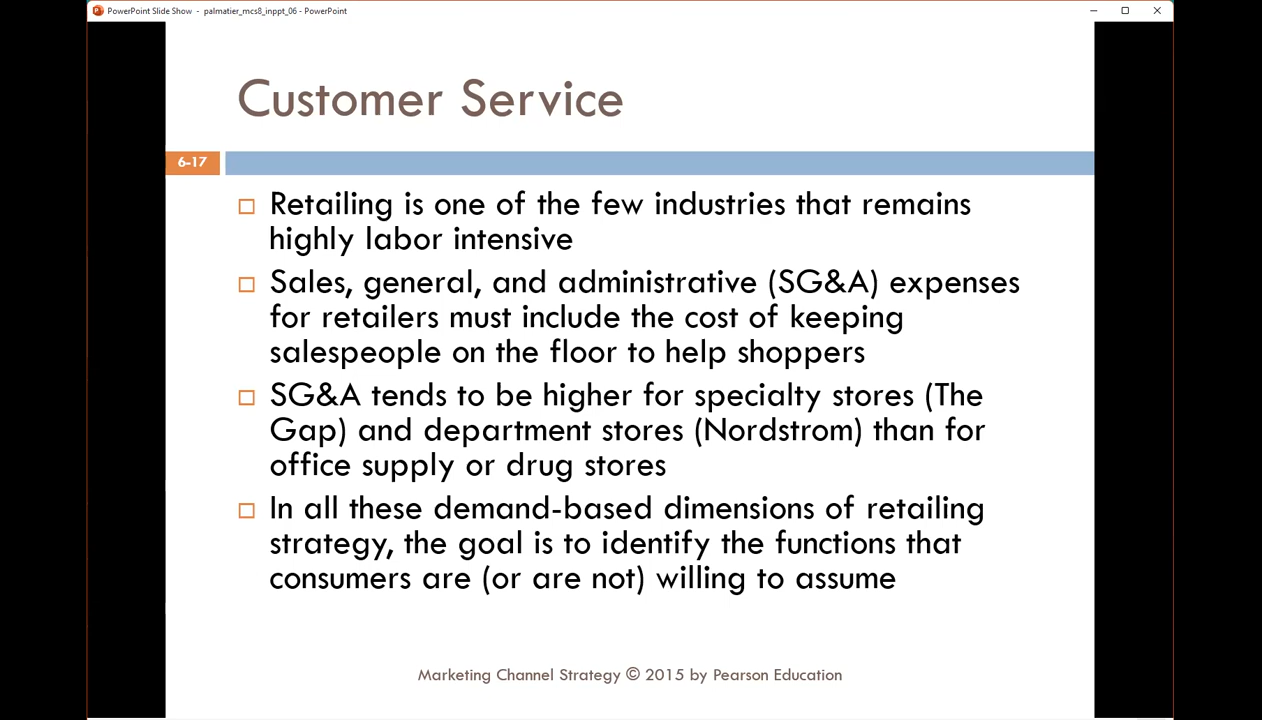 PowerPoint Slide Show - palmatier_mcs8_inppt_06 - PowerPoint
Customer Service
6-17
Retailing is one of the few industries that remains
highly labor intensive
Sales, general, and administrative (SG&A) expenses
for retailers must include the cost of keeping
salespeople on the floor to help shoppers
SG&A tends to be higher for specialty stores (The
Gap) and department stores (Nordstrom) than for
office supply or drug stores
In all these demand-based dimensions of retailing
strategy, the goal is to identify the functions that
consumers are (or are not) willing to assume
Marketing Channel Strategy © 2015 by Pearson Education